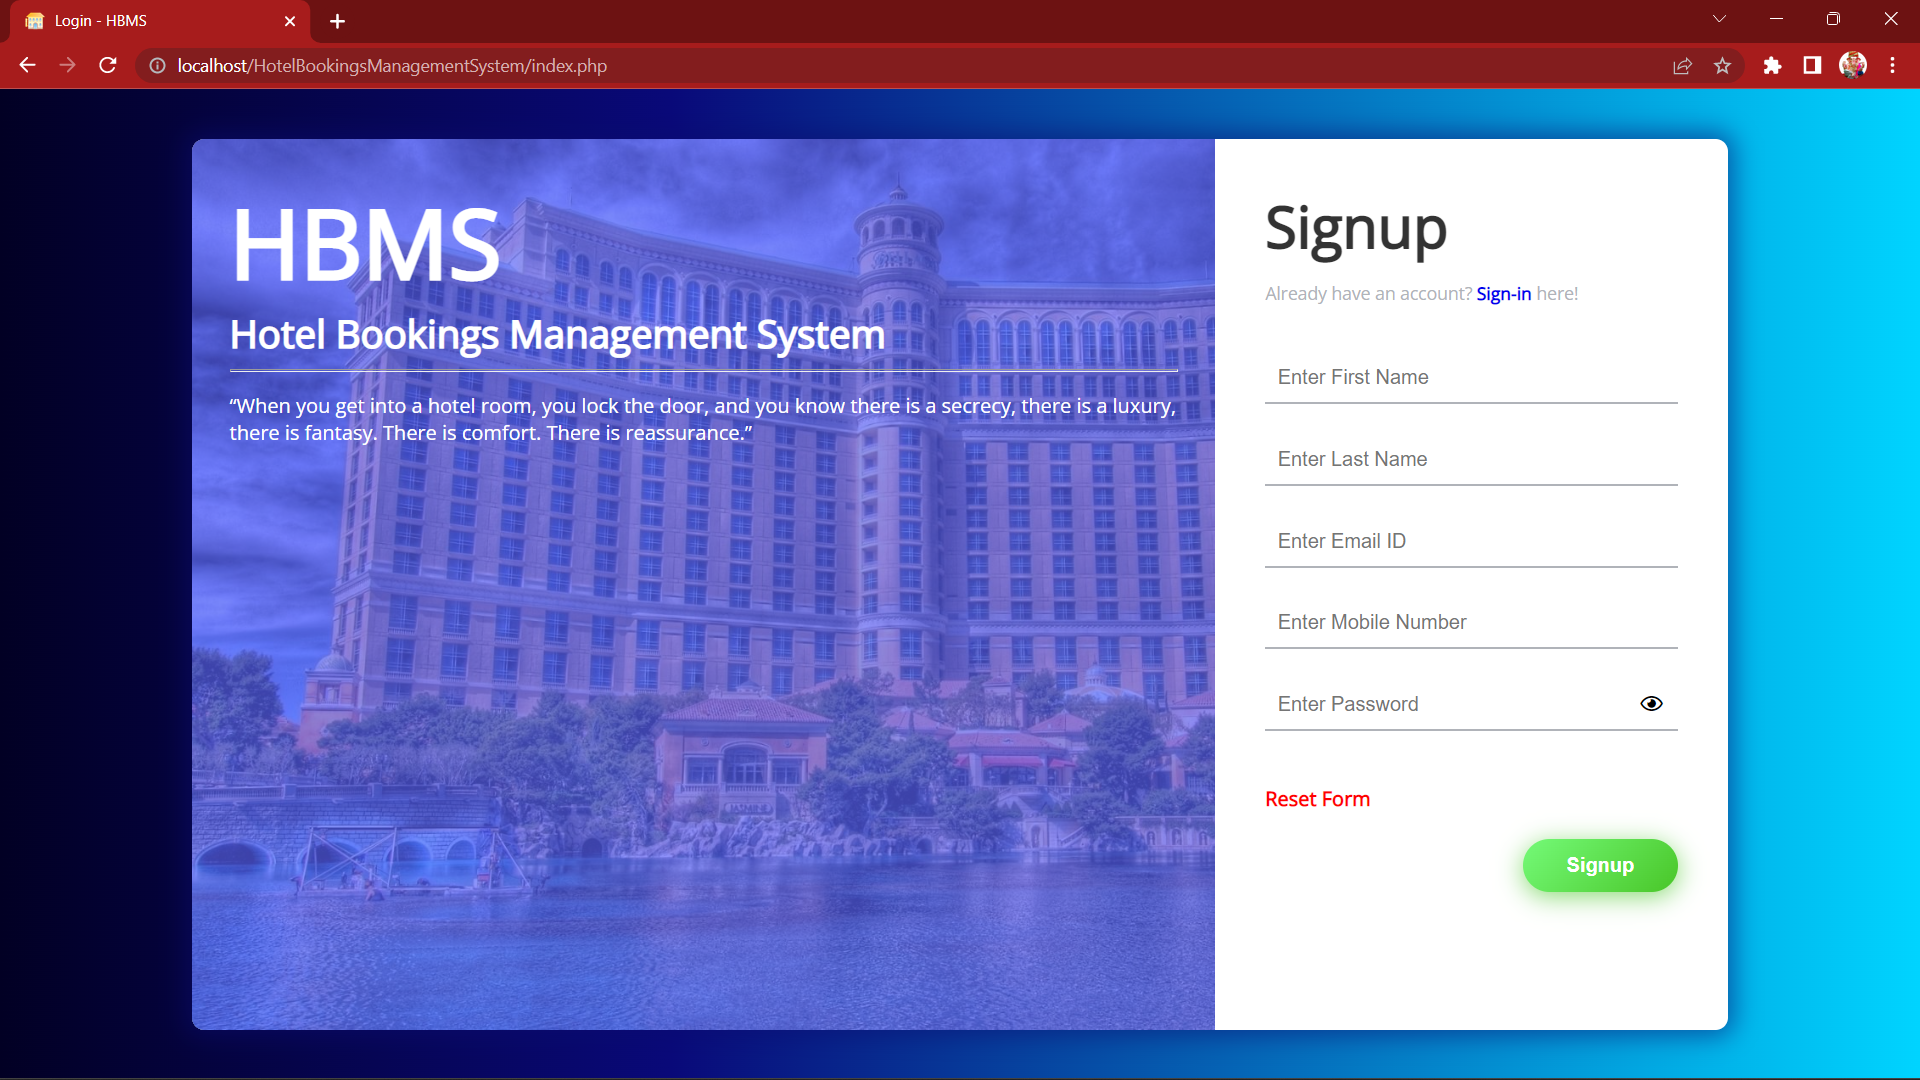 Login - HBMS
localhost/HotelBookingsManagementSystem/index.php
HBMS
Hotel Bookings Management System
“When you get into a hotel room, you lock the door, and you know there is a secrecy, there is a luxury,
there is fantasy. There is comfort. There is reassurance.”
Signup
Already have an account? Sign-in here!
Enter First Name
Enter Last Name
Enter Email ID
Enter Mobile Number
Enter Password
Reset Form
Signup